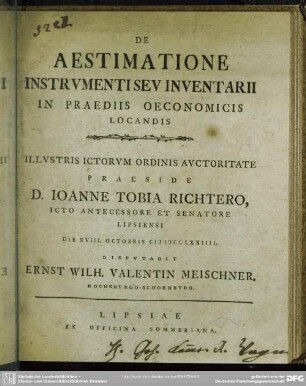 DE
AESTIMATIONE
INSTRVMENTI SEV INVENTARII
IN PRAEDIIS OECONOMICIS
LOCANDIS
ILLVSTRIS ICTORVM ORDINIS AVCTORITATE
PRAESIDE
D. IOANNE TOBIA RICHTERO,
ICTO ANTECESSORE ET SENATORE
LIPSIENSI
DIE XVIII. OCTOBRIS
DISPVTABIT
ERNST WILH. VALENTIN MEISCHNER,
LIPSIAE
EX OFFICINA SOMMERIANA.